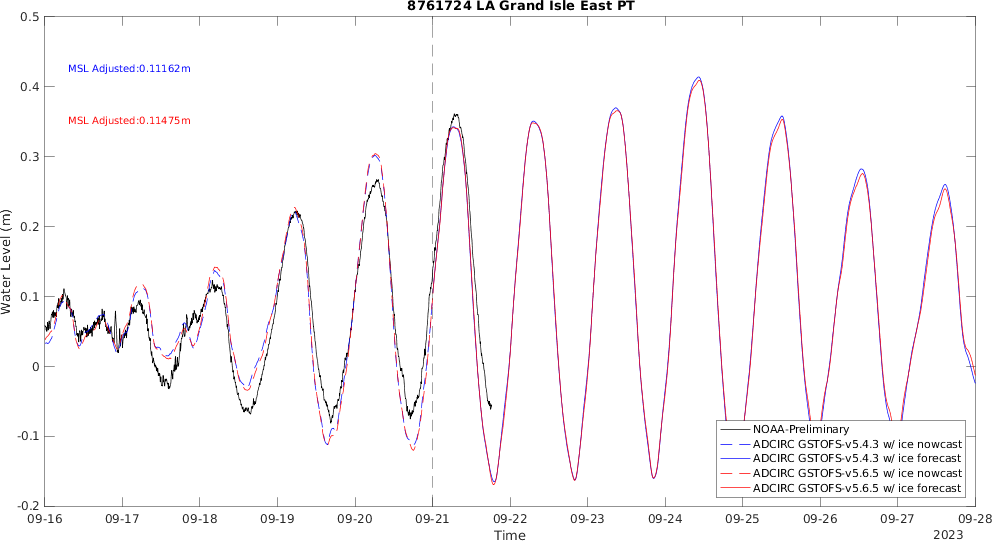 8761724 LA Grand Isle East PT
MSL Adjusted:0.11162m
MSL Adjusted:0.11475m
Water Level (m)
0.5
0.4
0.3
0.2
0.1
0
-0.1
-0.2
NOAA-Preliminary
ADCIRC GSTOFS-v5.4.3 w/ ice nowcast
ADCIRC GSTOFS-v5.4.3 w/ ice forecast
ADCIRC GSTOFS-v5.6.5 w/ ice nowcast
ADCIRC GSTOFS-v5.6.5 w/ ice forecast
09-16 09-17 09-18 09-19 09-20 09-21 09-22 09-23 09-24 09-25 09-26 09-27 09-28
Time
2023